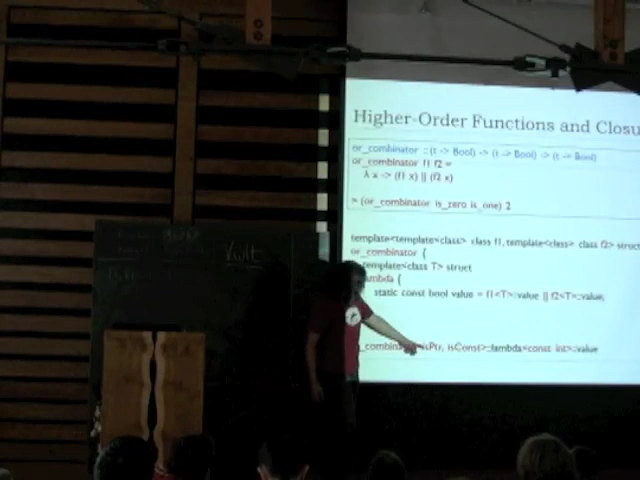 Higher-Order Functions and Closu
or_combinator :: (t -> Bool) -> (t -> Bool) -> (t -> Bool)
or_combinator f1 f2 =
λ x -> (f1 x) || (f2 x)
> (or_combinator is_zero is_one) 2
template<template<class> class f1, template<class> class f2> struct
or_combinator {
template<class T> struct
lambda {
static const bool value = f1<T>::value || f2<T>::value;
isPtr, isConst>::lambda<const int>::value
Vult